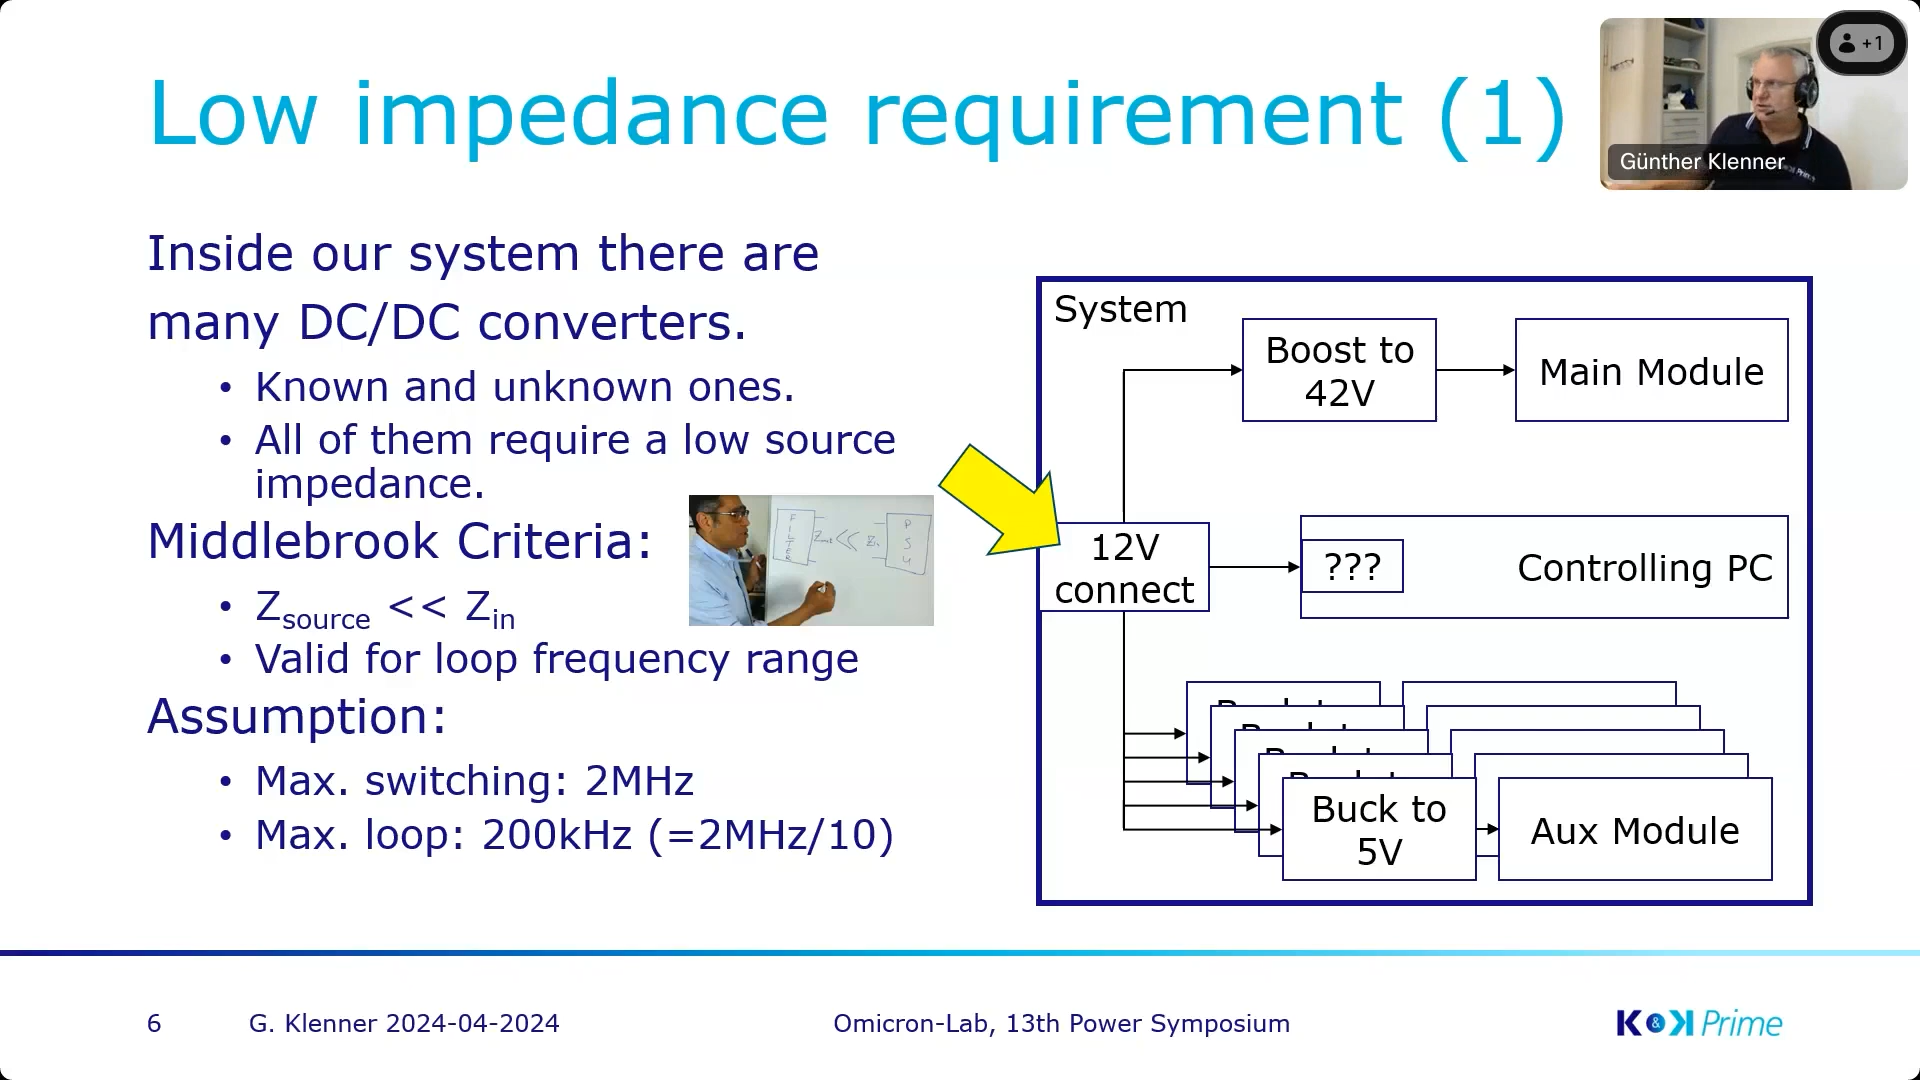 Low impedance requirement (1)
+1
Günther Klenner
Inside our system there are
many DC/DC converters.
• Known and unknown ones.
• All of them require a low source
impedance.
Middlebrook Criteria:
• Zsource << Zin
• Valid for loop frequency range
Assumption:
• Max. switching: 2MHz
• Max. loop: 200kHz (=2MHz/10)
System
Boost to
42V
Main Module
12V
connect
???
Controlling PC
Buck to
5V
Aux Module
6
G. Klenner 2024-04-2024
Omicron-Lab, 13th Power Symposium
K&K Prime